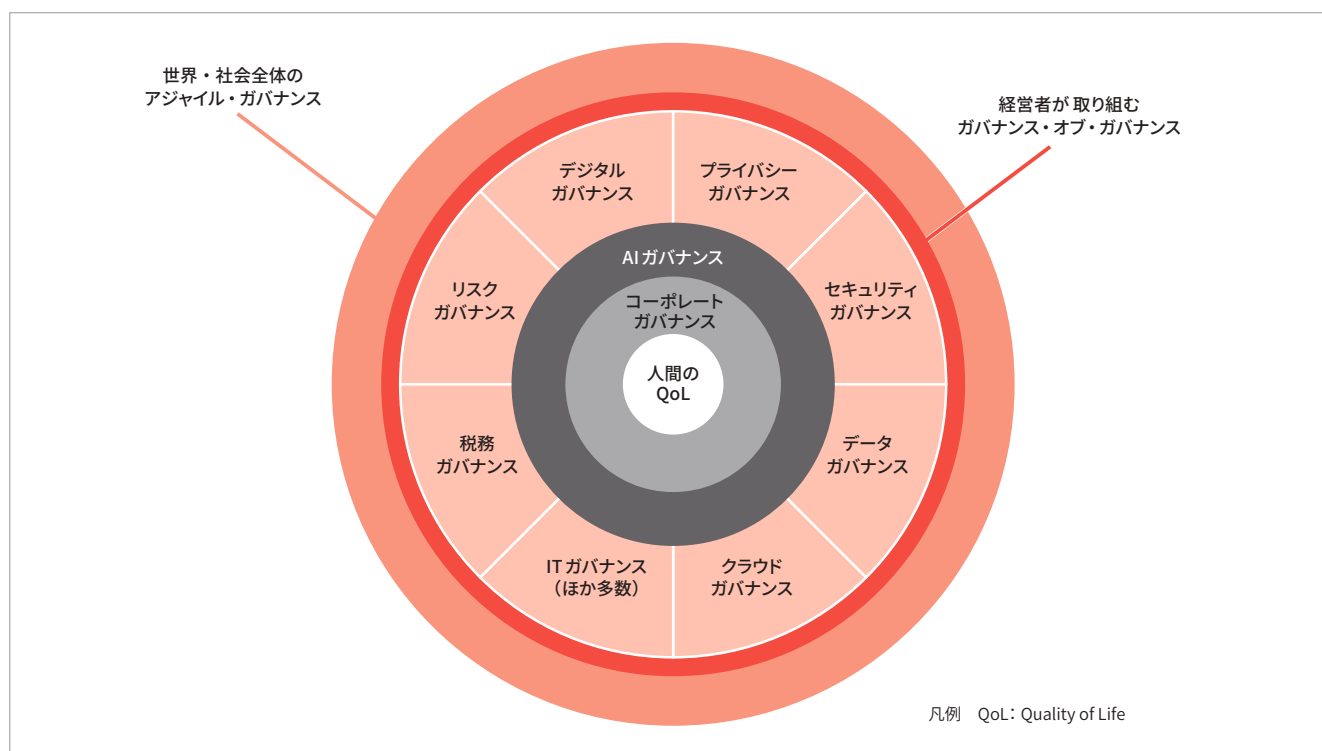 世界・社会全体の
アジャイル・ガバナンス
経営者が取り組む
ガバナンス・オブ・ガバナンス
デジタル
ガバナンス
プライバシー
ガバナンス
AIガバナンス
リスク
ガバナンス
コーポレート
ガバナンス
セキュリティ
ガバナンス
人間の
QoL
税務
ガバナンス
データ
ガバナンス
ITガバナンス
（ほか多数）
クラウド
ガバナンス
凡例　QoL：Quality of Life